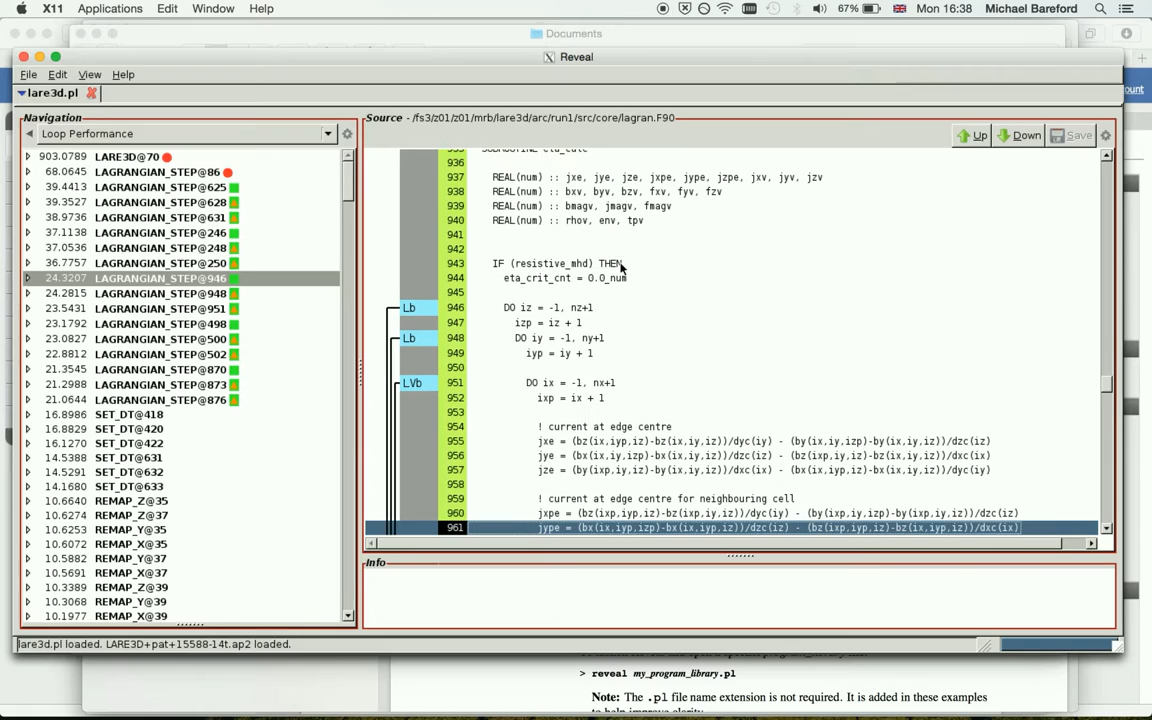 X11 Applications Edit Window Help 67% Mon 16:38 Michael Bareford
Documents
Reveal
File Edit View Help
lare3d.pl
Navigation
Loop Performance
903.0789 LARE3D@70
68.0645 LAGRANGIAN_STEP@86
39.4413 LAGRANGIAN_STEP@625
39.3527 LAGRANGIAN_STEP@628
38.9736 LAGRANGIAN_STEP@631
37.1138 LAGRANGIAN_STEP@246
37.0536 LAGRANGIAN_STEP@248
36.7757 LAGRANGIAN_STEP@250
24.3207 LAGRANGIAN_STEP@946
24.2815 LAGRANGIAN_STEP@948
23.5431 LAGRANGIAN_STEP@951
23.1792 LAGRANGIAN_STEP@498
23.0827 LAGRANGIAN_STEP@500
22.8812 LAGRANGIAN_STEP@502
21.3545 LAGRANGIAN_STEP@870
21.2988 LAGRANGIAN_STEP@873
21.0644 LAGRANGIAN_STEP@876
16.8986 SET_DT@418
16.8829 SET_DT@420
16.1270 SET_DT@422
14.5388 SET_DT@631
14.5291 SET_DT@632
14.1680 SET_DT@633
10.6640 REMAP_Z@35
10.6258 REMAP_Z@37
10.6253 REMAP_Y@35
10.6072 REMAP_X@35
10.5882 REMAP_Y@37
10.5691 REMAP_X@37
10.3389 REMAP_Z@39
10.3068 REMAP_Y@39
10.1977 REMAP_X@39
Source - /fs3/z01/z01/mrb/lare3d/arc/run1/src/core/lagran.F90
Up Down Save
935 SUBROUTINE eta_calc
936
937 REAL(num) :: jxe, jye, jze, jxpe, jype, jzpe, jxv, jyv, jzv
938 REAL(num) :: bxv, byv, bzv, fxv, fyv, fzv
939 REAL(num) :: bmagv, jmagv, fmagv
940 REAL(num) :: rhov, env, tpv
941
942
943 IF (resistive_mhd) THEN
944 eta_crit_cnt = 0.0_num
945
Lb 946 DO iz = -1, nz+1
947 izp = iz + 1
Lb 948 DO iy = -1, ny+1
949 iyp = iy + 1
950
LVb 951 DO ix = -1, nx+1
952 ixp = ix + 1
953
954 ! current at edge centre
955 jxe = (bz(ix,iyp,iz)-bz(ix,iy,iz))/dyc(iy) - (by(ix,iy,izp)-by(ix,iy,iz))/dzc(iz)
956 jye = (bx(ix,iy,izp)-bx(ix,iy,iz))/dzc(iz) - (bz(ixp,iy,iz)-bz(ix,iy,iz))/dxc(ix)
957 jze = (by(ixp,iy,iz)-by(ix,iy,iz))/dxc(ix) - (bx(ix,iyp,iz)-bx(ix,iy,iz))/dyc(iy)
958
959 ! current at edge centre for neighbouring cell
960 jxpe = (bz(ixp,iyp,iz)-bz(ixp,iy,iz))/dyc(iy) - (by(ixp,iy,izp)-by(ixp,iy,iz))/dzc(iz)
961 jype = (bx(ix,iyp,izp)-bx(ix,iyp,iz))/dzc(iz) - (bz(ixp,iyp,iz)-bz(ix,iyp,iz))/dxc(ix)
Info
lare3d.pl loaded. LARE3D+pat+15588-14t.ap2 loaded.
> reveal my_program_library.pl
Note: The .pl file name extension is not required. It is added in these examples
to help improve clarity.